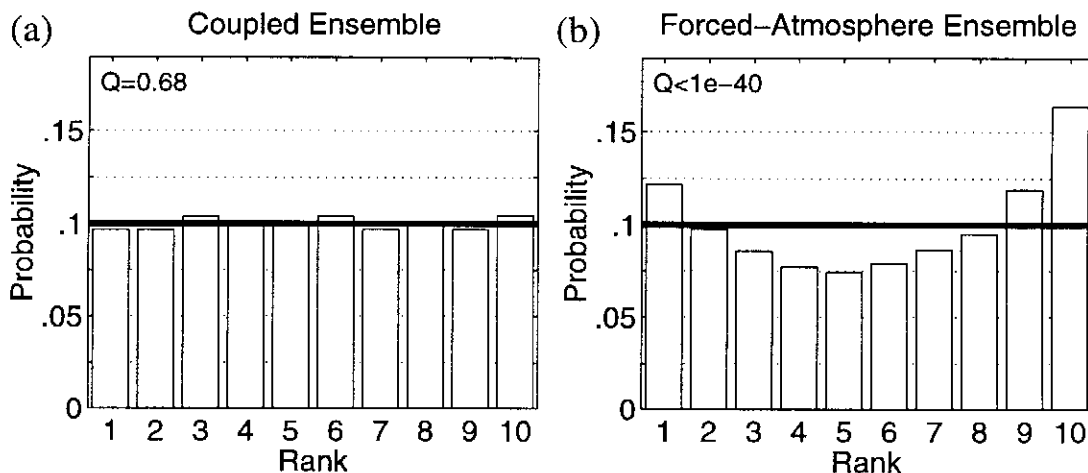 (a) Coupled Ensemble
Q=0.68
Probability
.15
.1
.05
0
1 2 3 4 5 6 7 8 9 10
Rank
(b) Forced–Atmosphere Ensemble
Q<1e−40
Probability
.15
.1
.05
0
1 2 3 4 5 6 7 8 9 10
Rank